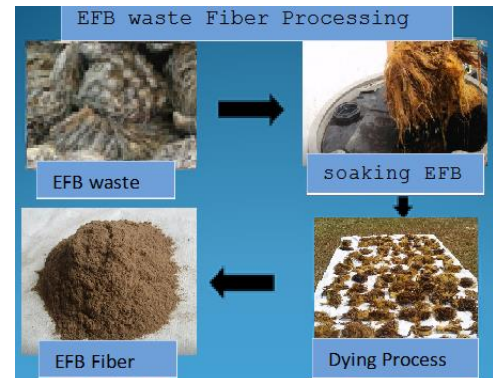 EFB waste Fiber Processing
EFB waste
soaking EFB
EFB Fiber
Dying Process